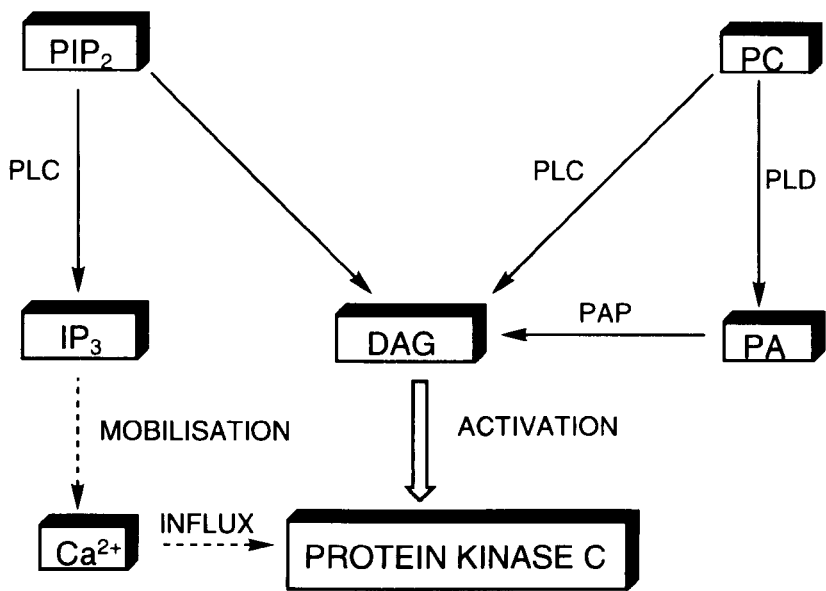 PIP₂
PC
PLC
PLC
PLD
IP₃
DAG
PAP
PA
MOBILISATION
ACTIVATION
Ca²⁺
INFLUX
PROTEIN KINASE C